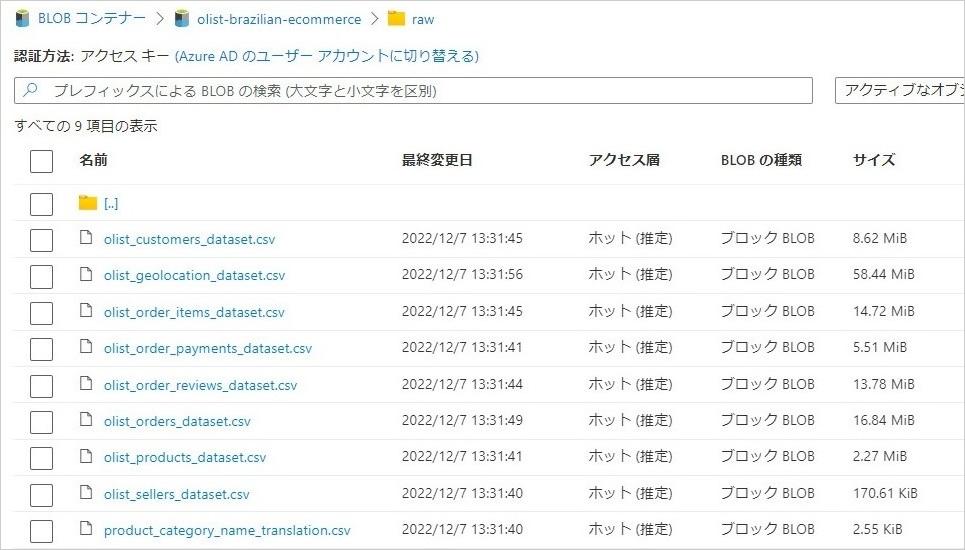 BLOB コンテナー > olist-brazilian-ecommerce > raw
認証方法: アクセス キー (Azure AD のユーザー アカウントに切り替える)
プレフィックスによる BLOB の検索 (大文字と小文字を区別) アクティブなオブジ
すべての 9 項目の表示
名前 最終変更日 アクセス層 BLOB の種類 サイズ
[..]
olist_customers_dataset.csv 2022/12/7 13:31:45 ホット (推定) ブロック BLOB 8.62 MiB
olist_geolocation_dataset.csv 2022/12/7 13:31:56 ホット (推定) ブロック BLOB 58.44 MiB
olist_order_items_dataset.csv 2022/12/7 13:31:45 ホット (推定) ブロック BLOB 14.72 MiB
olist_order_payments_dataset.csv 2022/12/7 13:31:41 ホット (推定) ブロック BLOB 5.51 MiB
olist_order_reviews_dataset.csv 2022/12/7 13:31:44 ホット (推定) ブロック BLOB 13.78 MiB
olist_orders_dataset.csv 2022/12/7 13:31:49 ホット (推定) ブロック BLOB 16.84 MiB
olist_products_dataset.csv 2022/12/7 13:31:41 ホット (推定) ブロック BLOB 2.27 MiB
olist_sellers_dataset.csv 2022/12/7 13:31:40 ホット (推定) ブロック BLOB 170.61 KiB
product_category_name_translation.csv 2022/12/7 13:31:40 ホット (推定) ブロック BLOB 2.55 KiB